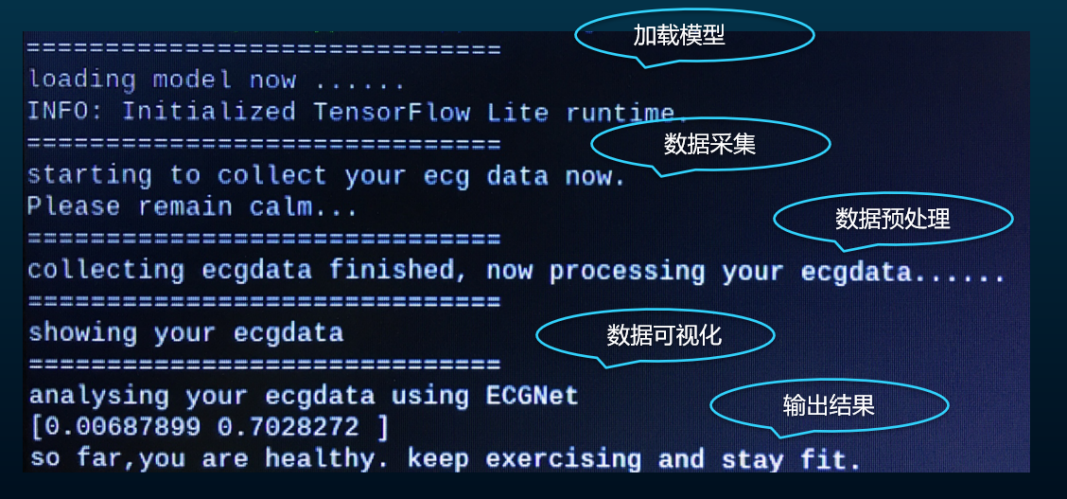 加载模型
===============================
loading model now ......
INFO: Initialized TensorFlow Lite runtime.
===============================
数据采集
starting to collect your ecg data now.
Please remain calm...
===============================
数据预处理
collecting ecgdata finished, now processing your ecgdata......
===============================
showing your ecgdata
数据可视化
===============================
analysing your ecgdata using ECGNet
输出结果
[0.00687899 0.7028272 ]
so far,you are healthy. keep exercising and stay fit.